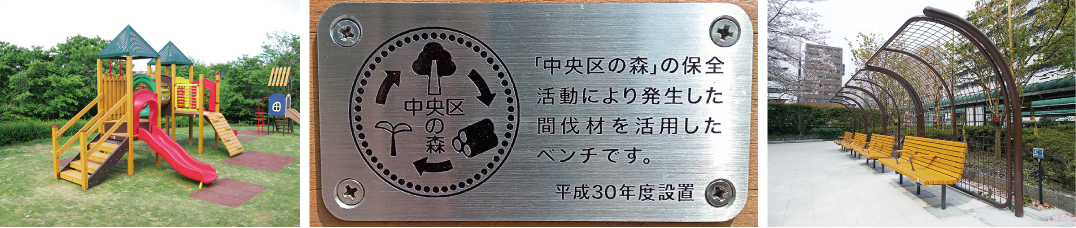 中央区
の森
「中央区の森」の保全
活動により発生した
間伐材を活用した
ベンチです。
平成30年度設置